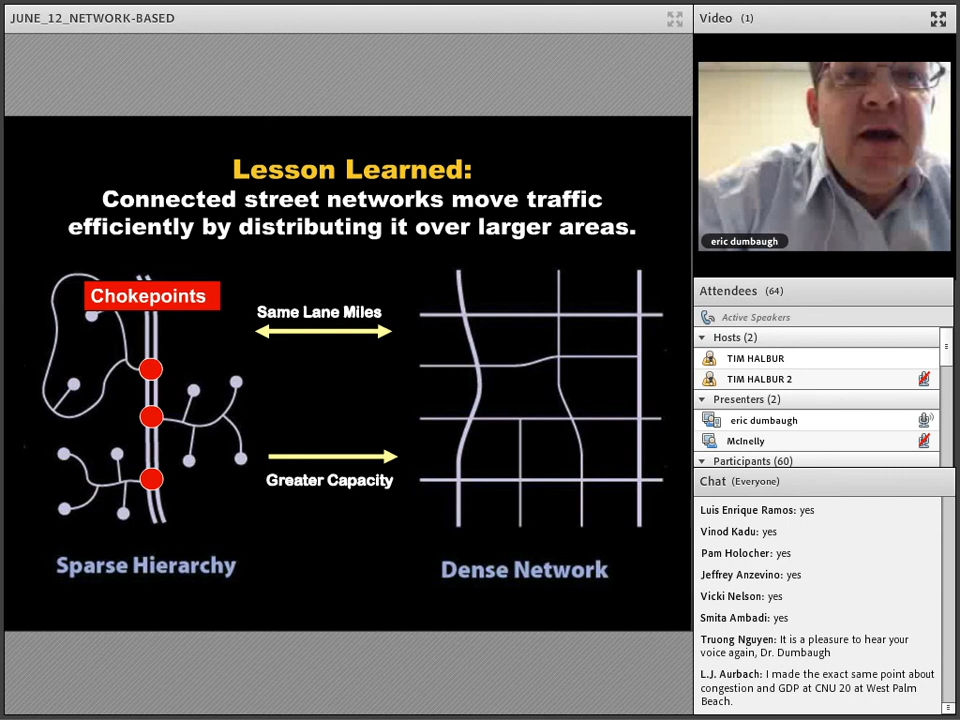 JUNE_12_NETWORK-BASED
Lesson Learned:
Connected street networks move traffic
efficiently by distributing it over larger areas.
Chokepoints
Same Lane Miles
Greater Capacity
Sparse Hierarchy
Dense Network
Video (1)
eric dumbaugh
Attendees (64)
Active Speakers
Hosts (2)
TIM HALBUR
TIM HALBUR 2
Presenters (2)
eric dumbaugh
McInelly
Participants (60)
Chat (Everyone)
Luis Enrique Ramos: yes
Vinod Kadu: yes
Pam Holocher: yes
Jeffrey Anzevino: yes
Vicki Nelson: yes
Smita Ambadi: yes
Truong Nguyen: It is a pleasure to hear your
voice again, Dr. Dumbaugh
L.J. Aurbach: I made the exact same point about
congestion and GDP at CNU 20 at West Palm
Beach.